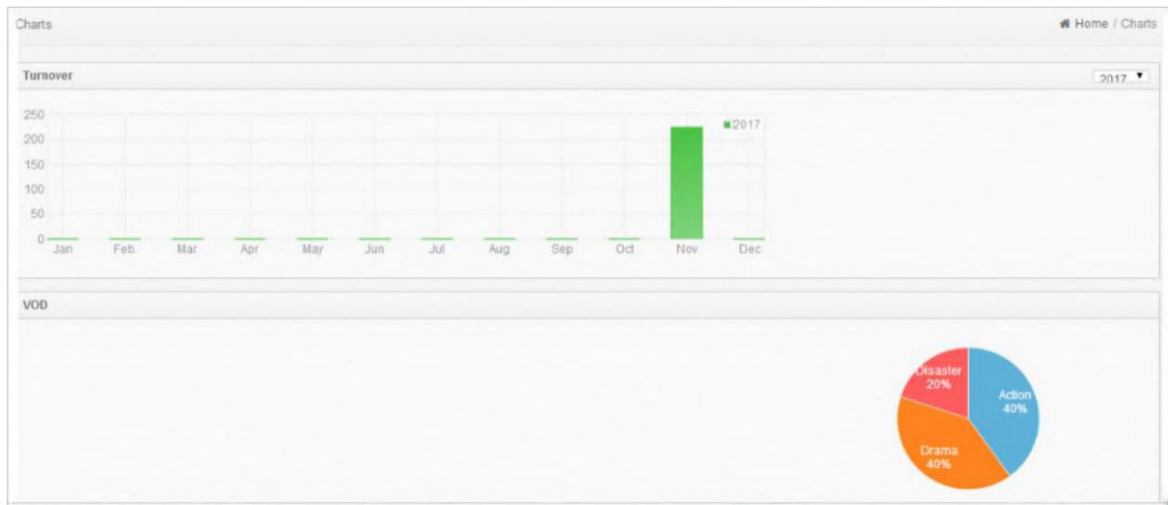 Charts Home / Charts
Turnover 2017
250
200
150
100
50
0
2017
Jan Feb. Mar Apr May Jun Jul Aug Sep Oct Nov Dec
VOD
Disaster
20%
Action
40%
Drama
40%